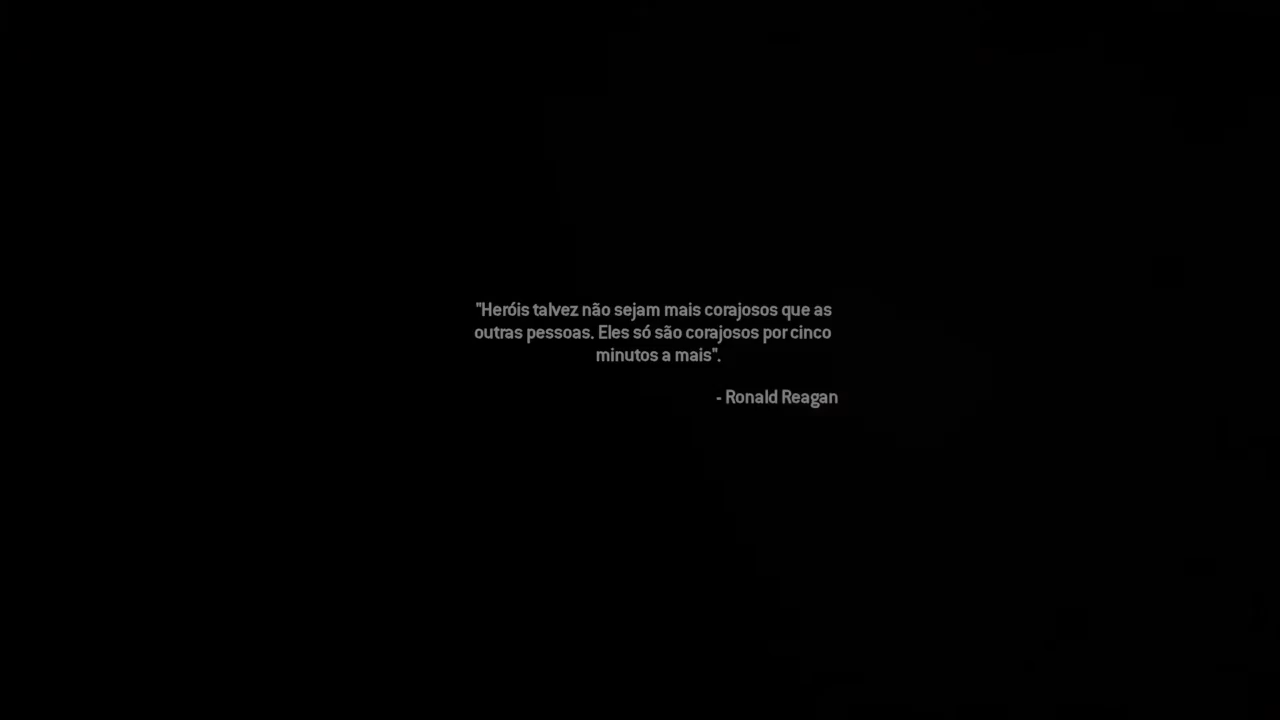 "Heróis talvez não sejam mais corajosos que as
outras pessoas. Eles só são corajosos por cinco
minutos a mais".
- Ronald Reagan